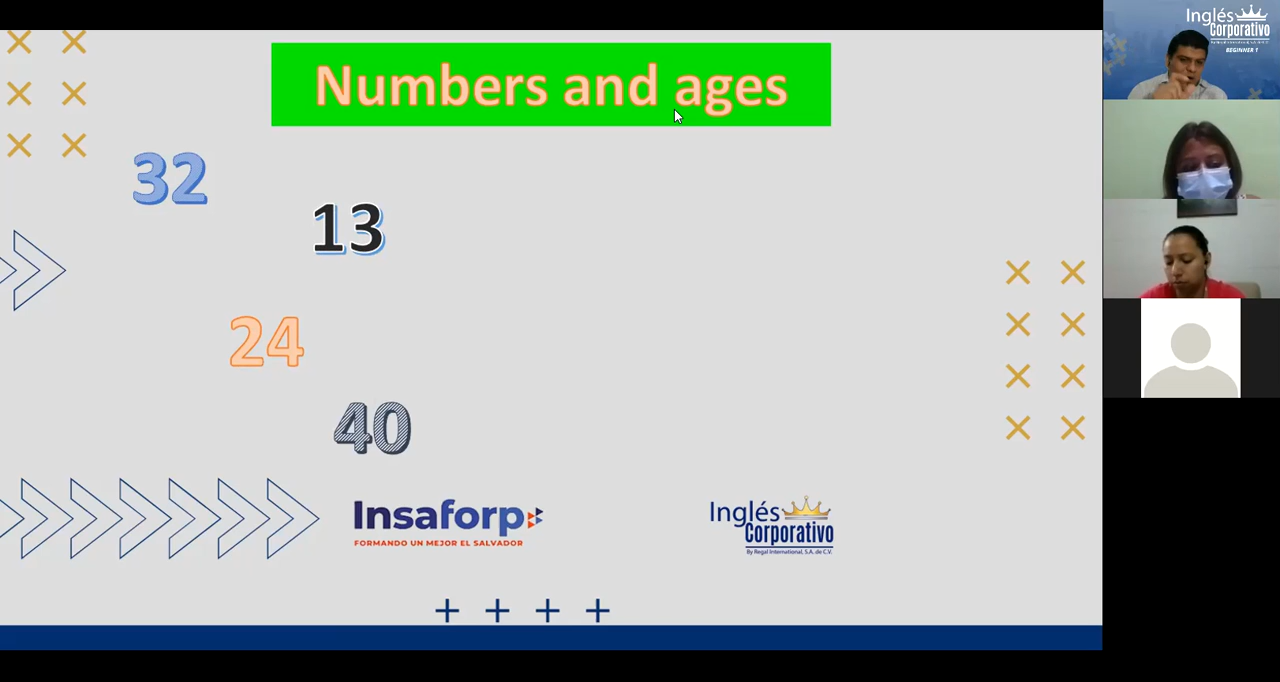 Numbers and ages
32
13
24
40
Insaforp
FORMANDO UN MEJOR EL SALVADOR
Inglés
Corporativo
By Regal International, S.A. de C.V.
Inglés
Corporativo
BEGINNER 1